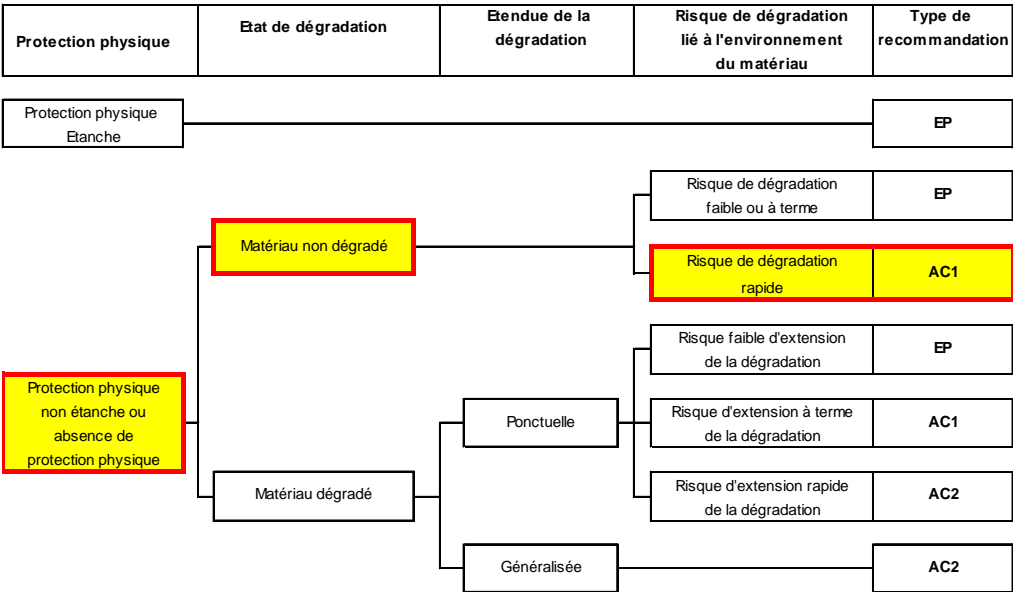 Protection physique
Etat de dégradation
Etendue de la
dégradation
Risque de dégradation
lié à l'environnement
du matériau
Type de
recommandation
Protection physique
Etanche
EP
Risque de dégradation
faible ou à terme
EP
Matériau non dégradé
Risque de dégradation
rapide
AC1
Risque faible d'extension
de la dégradation
EP
Protection physique
non étanche ou
absence de
protection physique
Ponctuelle
Risque d'extension à terme
de la dégradation
AC1
Matériau dégradé
Risque d'extension rapide
de la dégradation
AC2
Généralisée
AC2